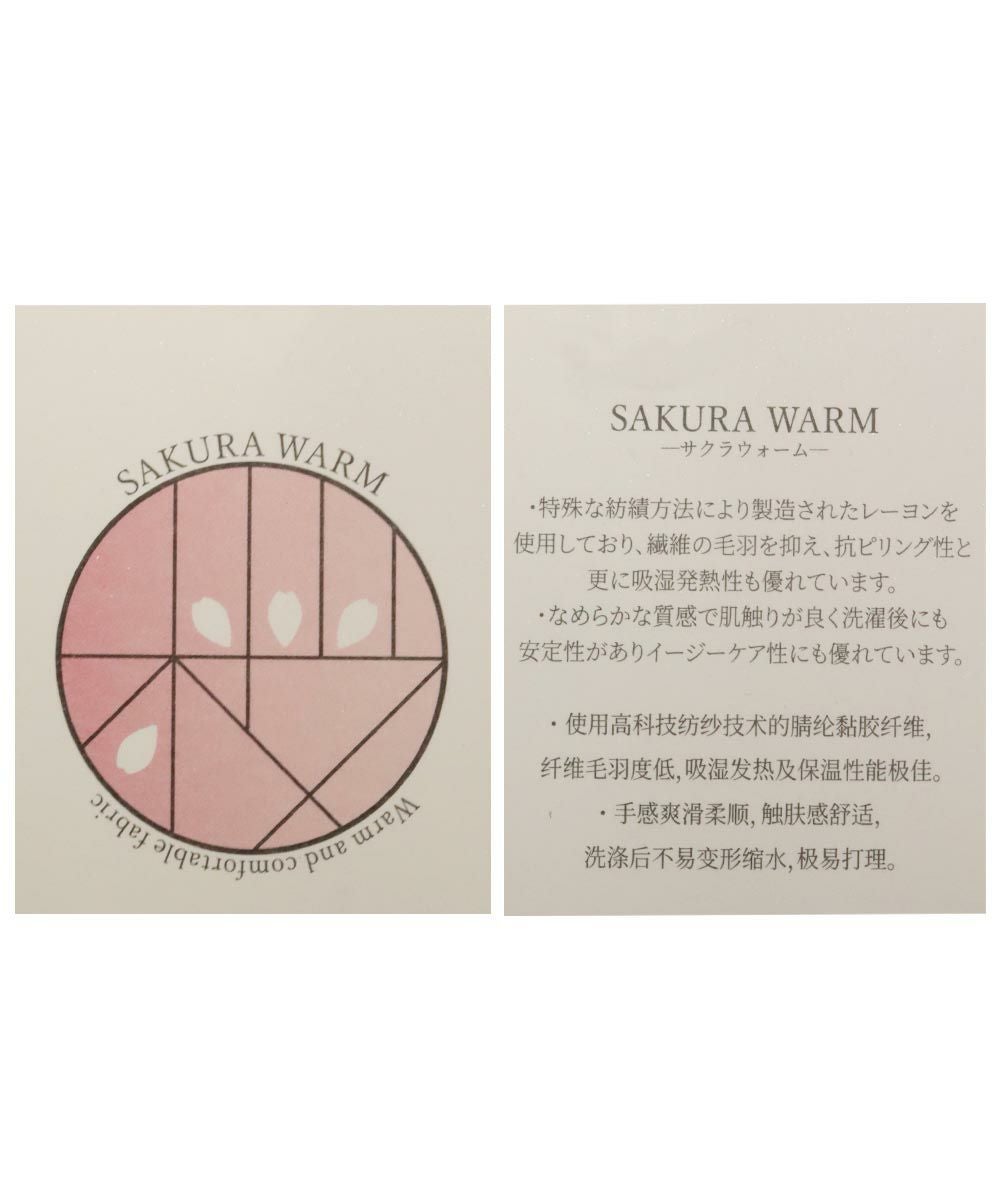 SAKURA WARM
Warm and comfortable fabric
SAKURA WARM
―サクラウォーム―
・特殊な紡績方法により製造されたレーヨンを
使用しており、繊維の毛羽を抑え、抗ピリング性と
更に吸湿発熱性も優れています。
・なめらかな質感で肌触りが良く洗濯後にも
安定性がありイージーケア性にも優れています。
・使用高科技纺纱技术的腈纶黏胶纤维,
纤维毛羽度低,吸湿发热及保温性能极佳。
・手感爽滑柔顺,触肤感舒适,
洗涤后不易变形缩水,极易打理。